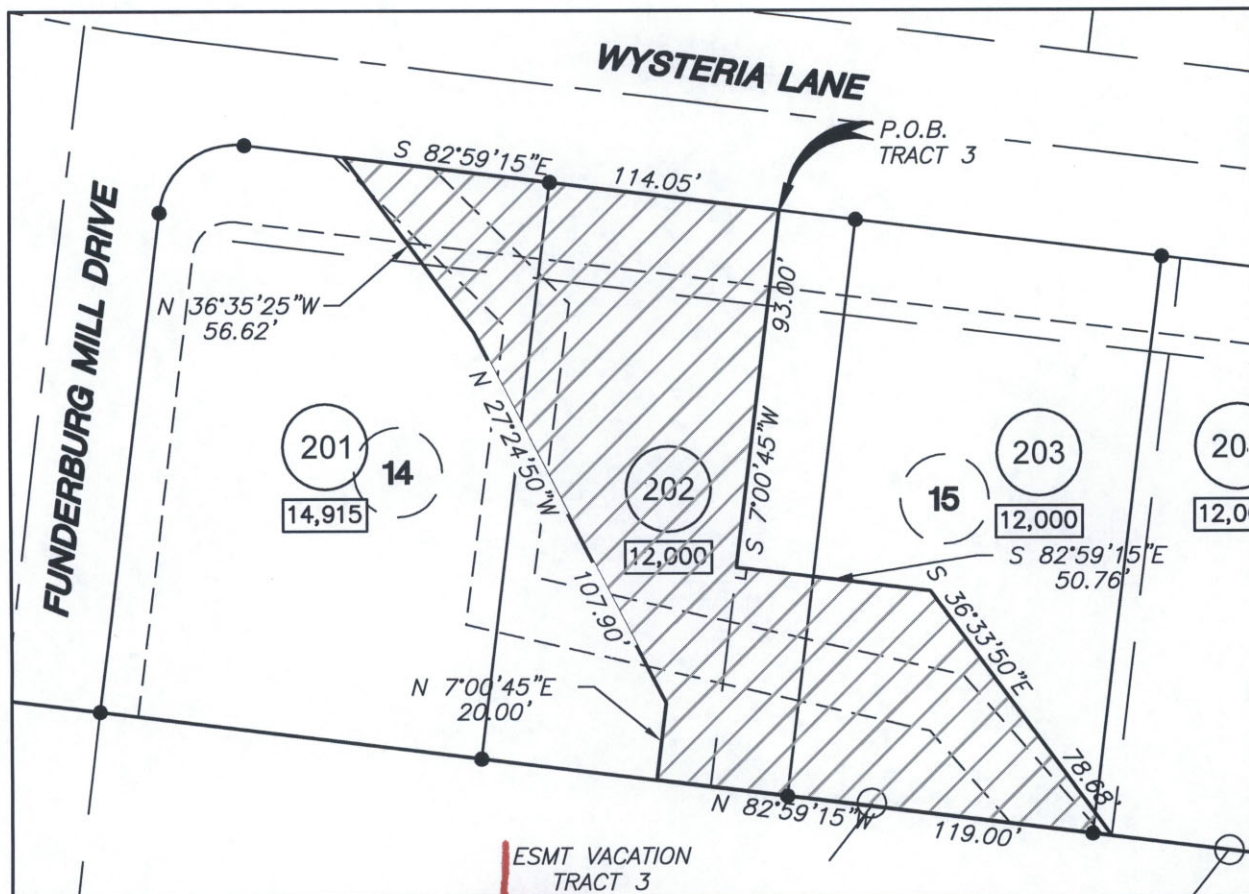 WYSTERIA LANE
P.O.B.
TRACT 3
S 82°59'15"E
114.05'
FUNDERBURG MILL DRIVE
N 36°35'25"W
56.62'
93.00'
S 7°00'45"W
N 27°24'50"W
107.90'
201
14
14,915
202
12,000
203
15
12,000
S 82°59'15"E
50.76'
S 36°33'50"E
78.68'
N 7°00'45"E
20.00'
N 82°59'15"W
119.00'
ESMT VACATION
TRACT 3